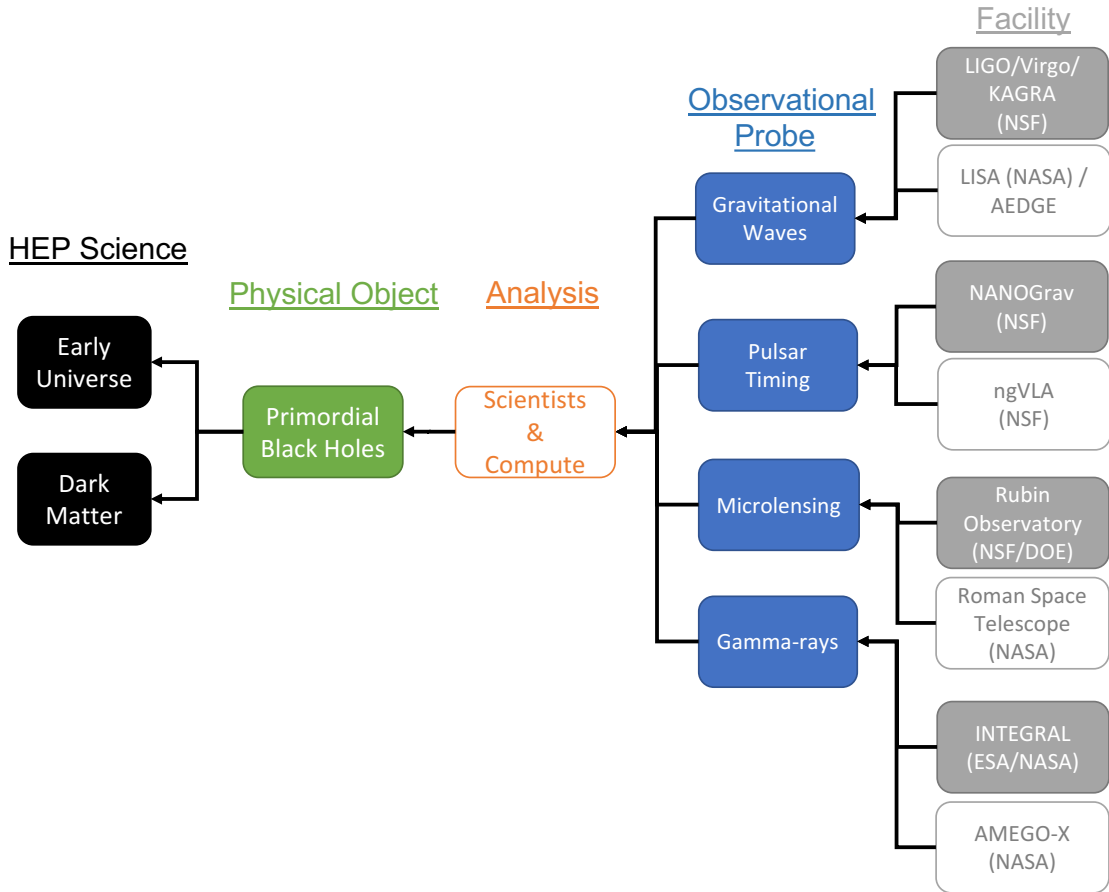 Facility
LIGO/Virgo/
KAGRA
(NSF)
LISA (NASA) /
AEDGE
Observational
Probe
Gravitational
Waves
HEP Science
Physical Object
Analysis
NANOGrav
(NSF)
Early
Universe
Pulsar
Timing
ngVLA
(NSF)
Primordial
Black Holes
Scientists
&
Compute
Dark
Matter
Microlensing
Rubin
Observatory
(NSF/DOE)
Roman Space
Telescope
(NASA)
Gamma-rays
INTEGRAL
(ESA/NASA)
AMEGO-X
(NASA)